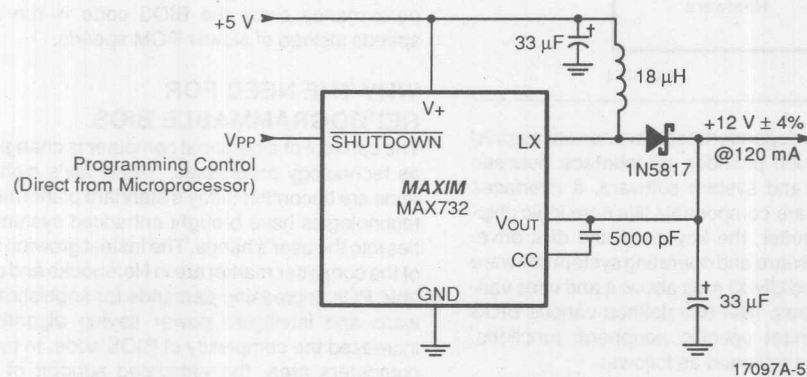 +5 V
33 µF
+
18 µH
V+
VPP
SHUTDOWN
LX
+12 V ± 4%
@120 mA
1N5817
Programming Control
(Direct from Microprocessor)
MAXIM
MAX732
VOUT
5000 pF
CC
GND
+
33 µF
17097A-5